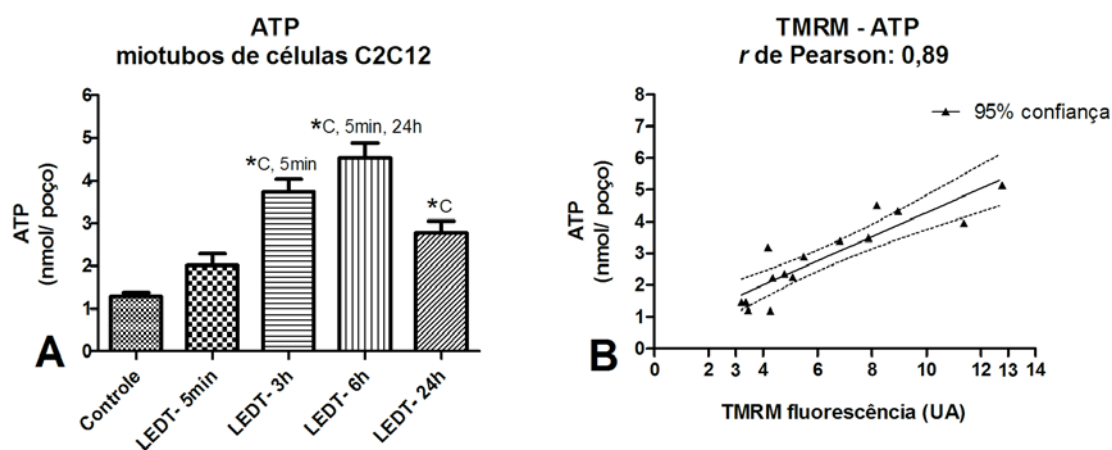 ATP
miotubos de células C2C12
ATP
(nmol/ poço)
6
5
4
3
2
1
0
*C, 5min
*C, 5min, 24h
*C
Controle
LEDT- 5min
LEDT- 3h
LEDT- 6h
LEDT- 24h
A
TMRM - ATP
r de Pearson: 0,89
95% confiança
ATP
(nmol/ poço)
8
7
6
5
4
3
2
1
0
0 2 3 4 6 8 10 12 13 14
TMRM fluorescência (UA)
B